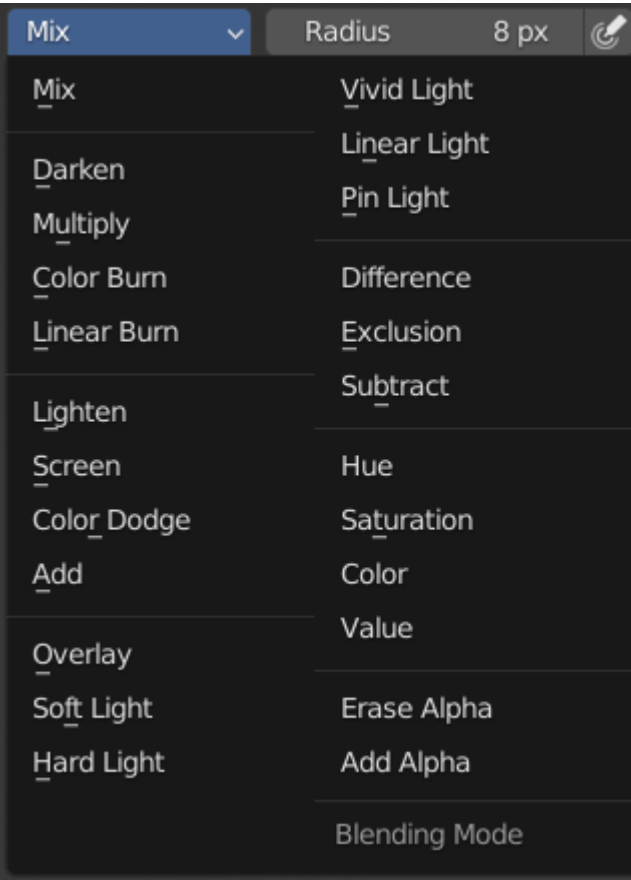 Mix
Radius 8 px
Mix
Darken
Multiply
Color Burn
Linear Burn
Lighten
Screen
Color Dodge
Add
Overlay
Soft Light
Hard Light
Vivid Light
Linear Light
Pin Light
Difference
Exclusion
Subtract
Hue
Saturation
Color
Value
Erase Alpha
Add Alpha
Blending Mode